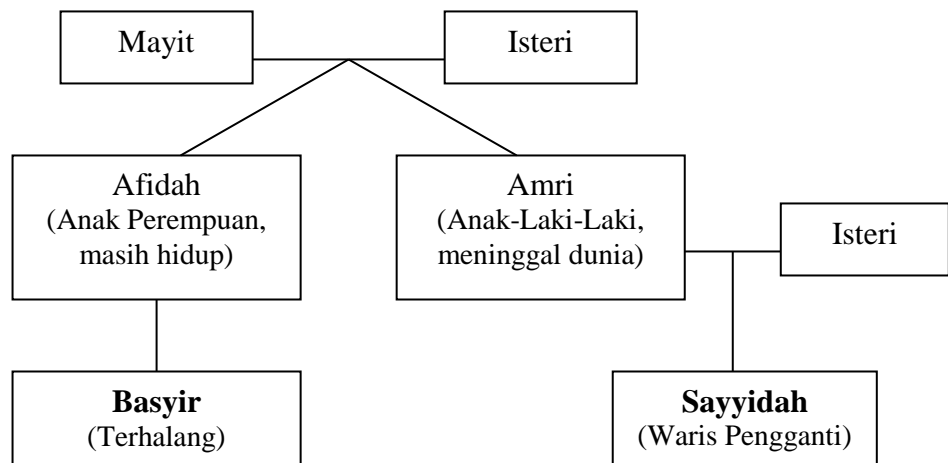 Mayit
Isteri
Afidah
(Anak Perempuan,
masih hidup)
Amri
(Anak-Laki-Laki,
meninggal dunia)
Isteri
Basyir
(Terhalang)
Sayyidah
(Waris Pengganti)